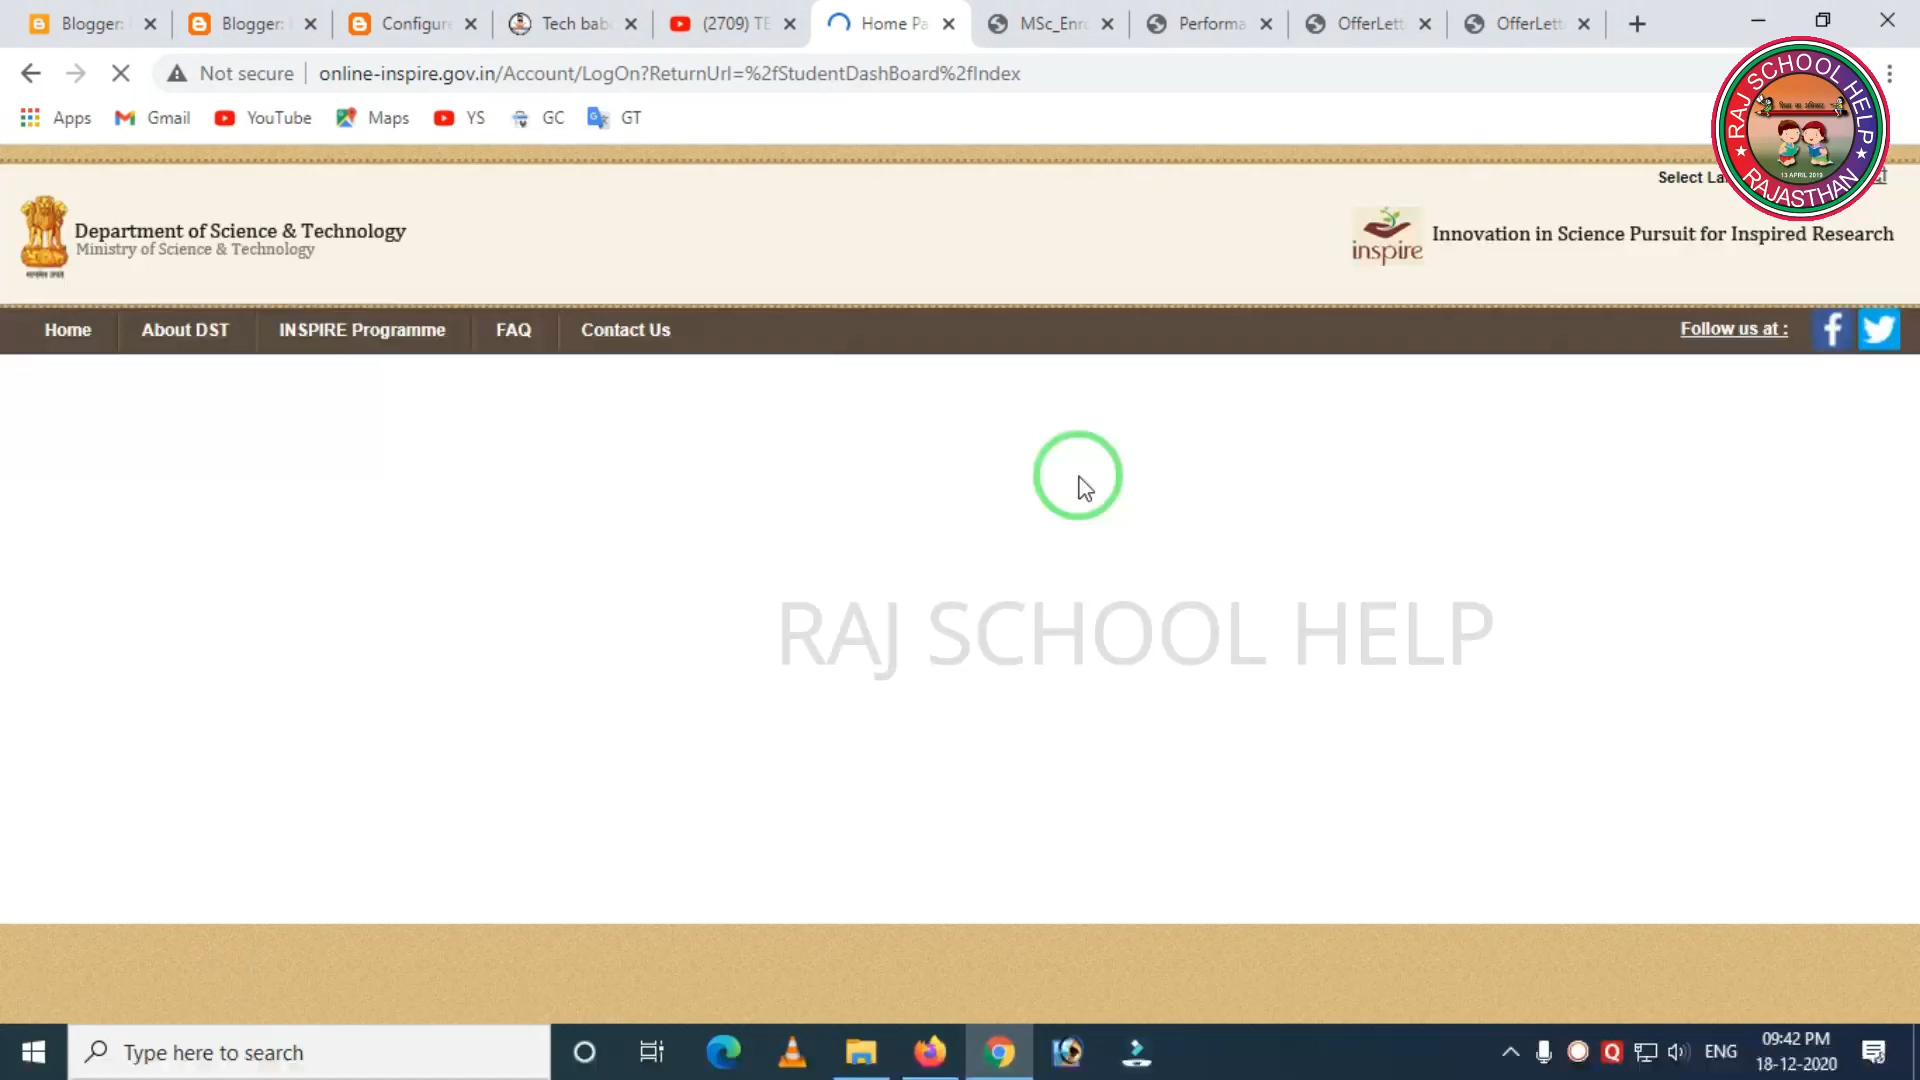 Blogger:
Blogger:
Configure
Tech bab
(2709) TE
Home Pa
MSc_Enr
Performa
OfferLett
OfferLett
Not secure
online-inspire.gov.in/Account/LogOn?ReturnUrl=%2fStudentDashBoard%2fIndex
Apps
Gmail
YouTube
Maps
YS
GC
GT
RAJ SCHOOL HELP
13 APRIL 2019
RAJASTHAN
Select La
Department of Science & Technology
Ministry of Science & Technology
inspire
Innovation in Science Pursuit for Inspired Research
Home
About DST
INSPIRE Programme
FAQ
Contact Us
Follow us at :
RAJ SCHOOL HELP
Type here to search
ENG
09:42 PM
18-12-2020